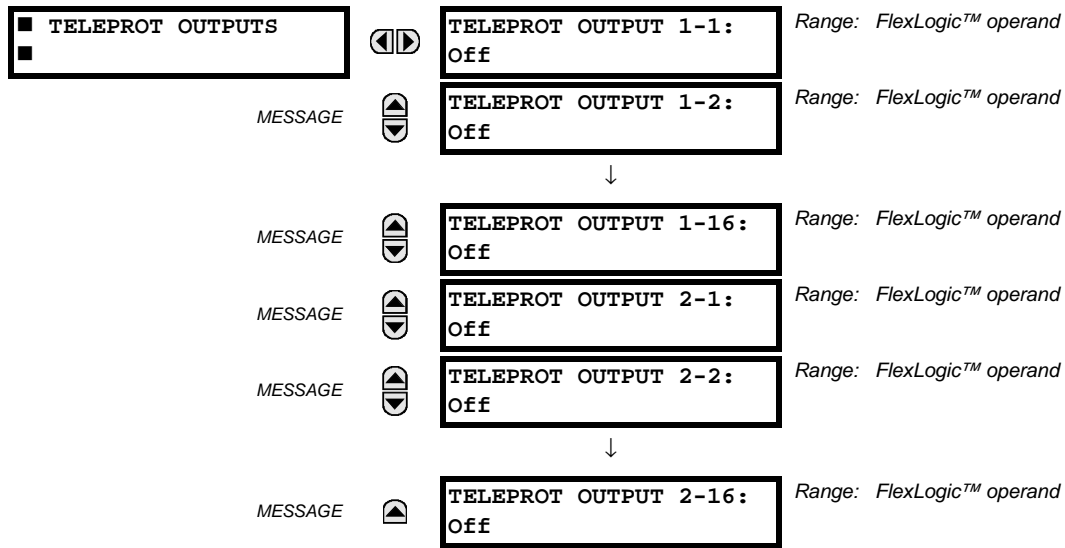 ■ TELEPROT OUTPUTS
■
TELEPROT OUTPUT 1-1:
Off
Range: FlexLogic™ operand
MESSAGE
TELEPROT OUTPUT 1-2:
Off
Range: FlexLogic™ operand
↓
MESSAGE
TELEPROT OUTPUT 1-16:
Off
Range: FlexLogic™ operand
MESSAGE
TELEPROT OUTPUT 2-1:
Off
Range: FlexLogic™ operand
MESSAGE
TELEPROT OUTPUT 2-2:
Off
Range: FlexLogic™ operand
↓
MESSAGE
TELEPROT OUTPUT 2-16:
Off
Range: FlexLogic™ operand